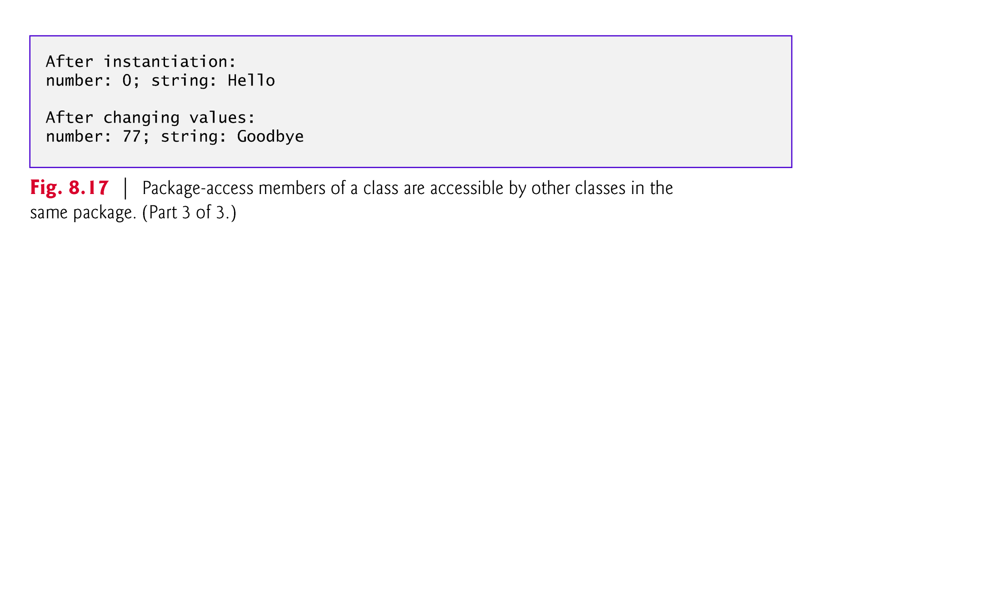 After instantiation:
number: 0; string: Hello

After changing values:
number: 77; string: Goodbye
Fig. 8.17 | Package-access members of a class are accessible by other classes in the
same package. (Part 3 of 3.)